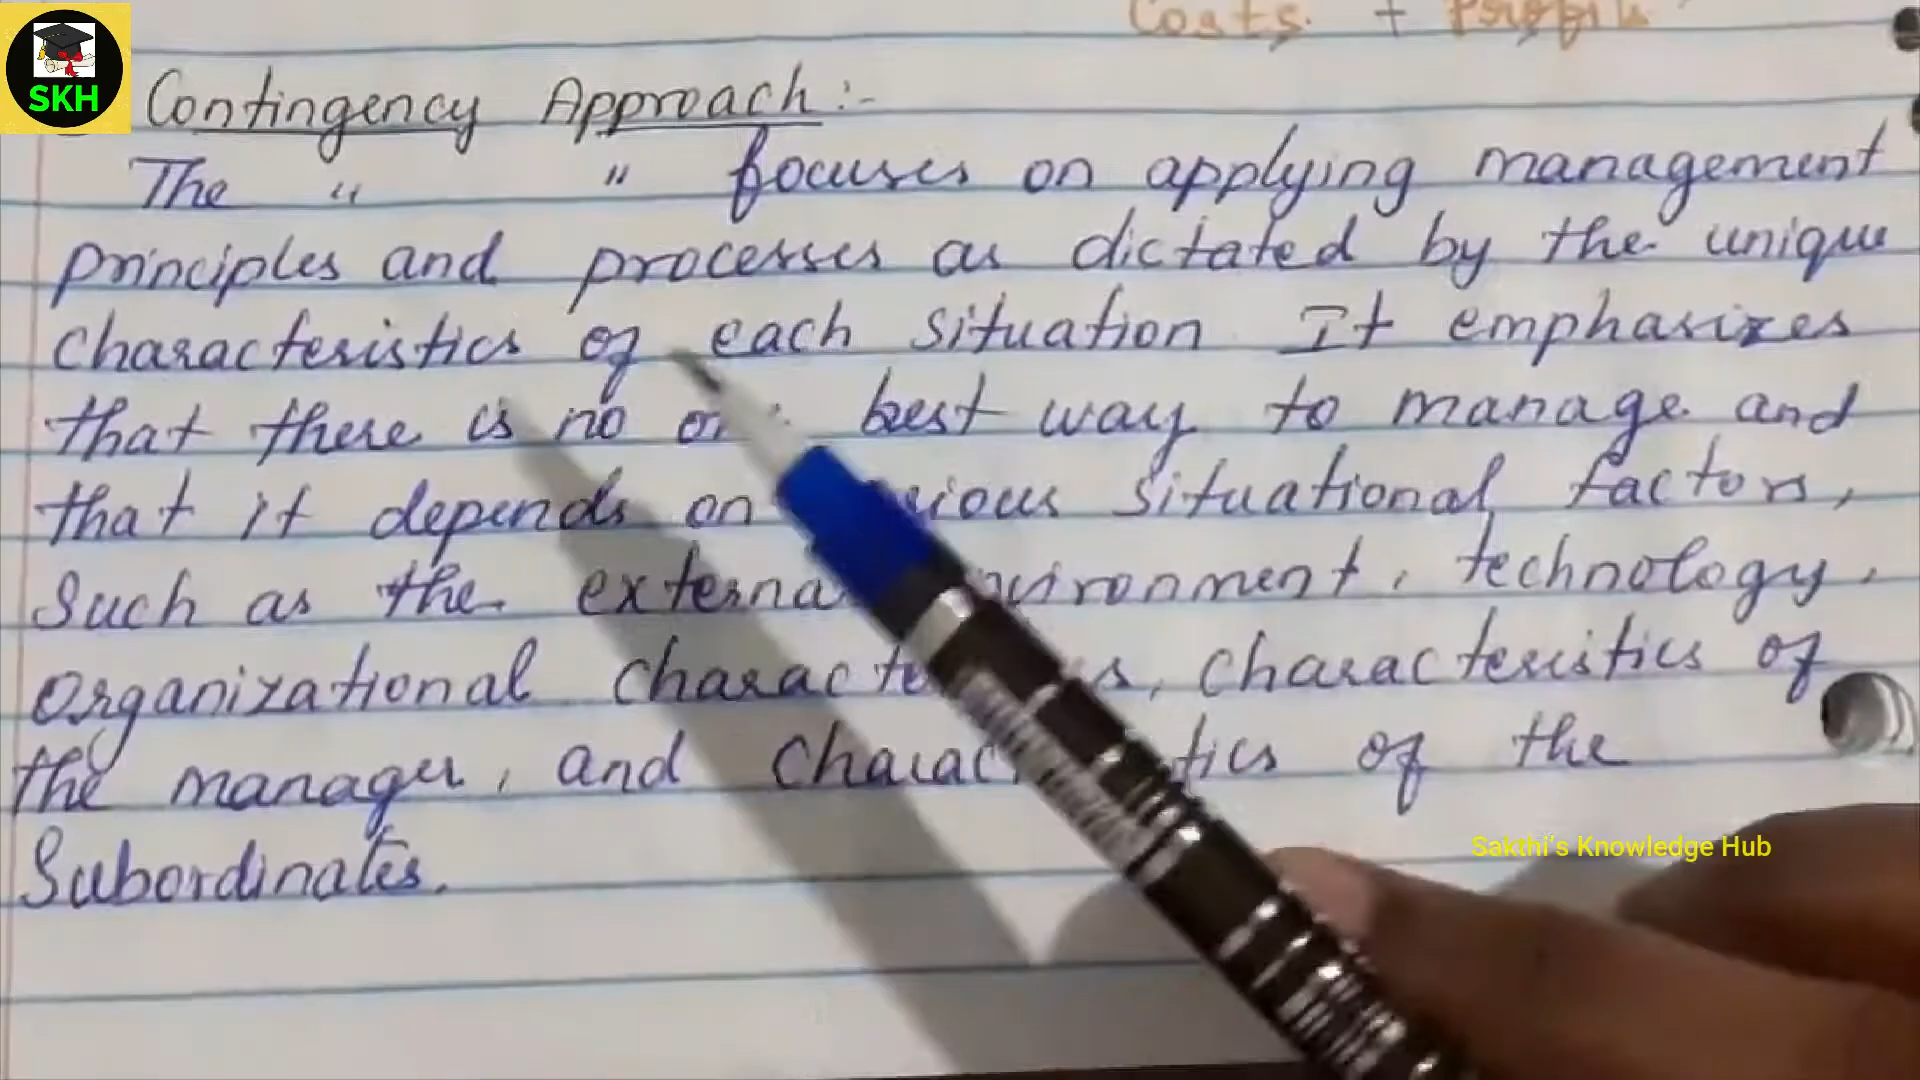 Costs + Profit
SKH
Contingency Approach :-
The " " focuses on applying management
principles and processes as dictated by the unique
characteristics of each situation It emphasizes
that there is no best way to manage and
that it depends on situational factors,
Such as the technology,
Organizational characteristics of
the manager, and of the
Subordinates.
Sakthi's Knowledge Hub